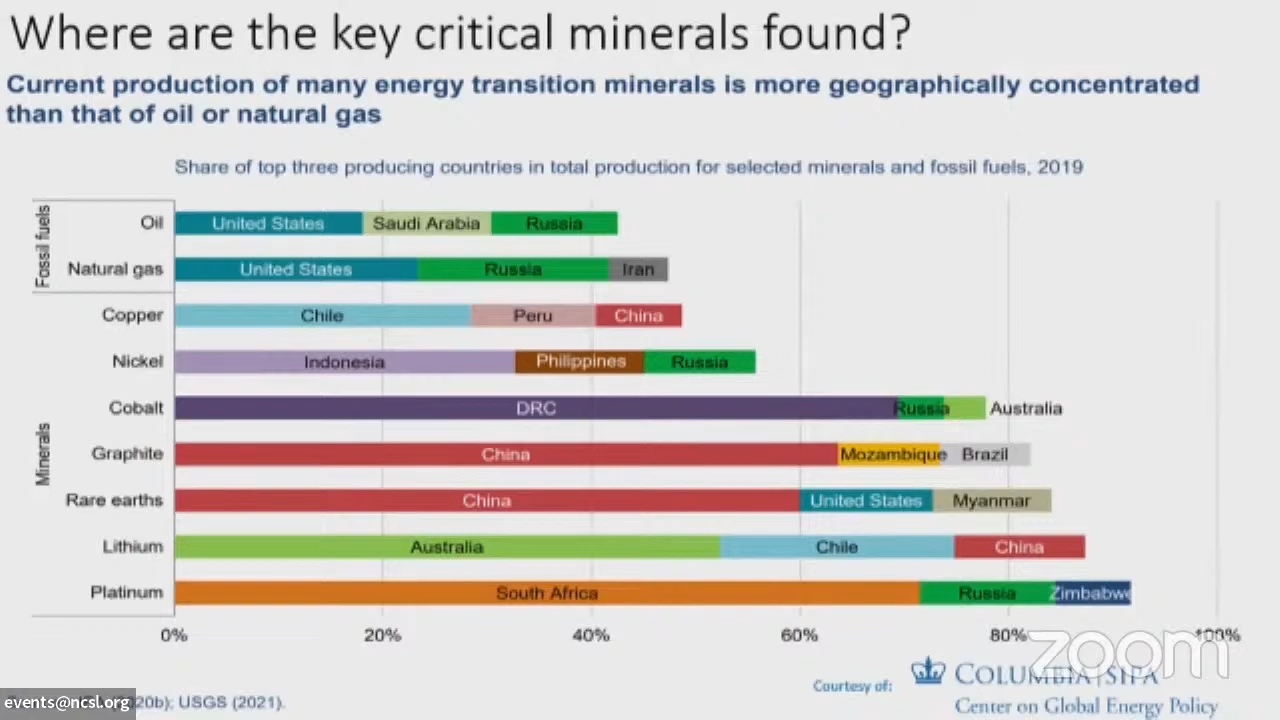 Where are the key critical minerals found?
Current production of many energy transition minerals is more geographically concentrated
than that of oil or natural gas
Share of top three producing countries in total production for selected minerals and fossil fuels, 2019
Fossil fuels
Oil United States Saudi Arabia Russia
Natural gas United States Russia Iran
Minerals
Copper Chile Peru China
Nickel Indonesia Philippines Russia
Cobalt DRC Russia Australia
Graphite China Mozambique Brazil
Rare earths China United States Myanmar
Lithium Australia Chile China
Platinum South Africa Russia Zimbabwe
0% 20% 40% 60% 80% 100%
zoom
Courtesy of: COLUMBIA | SIPA
Center on Global Energy Policy
events@ncsl.org 20b); USGS (2021).